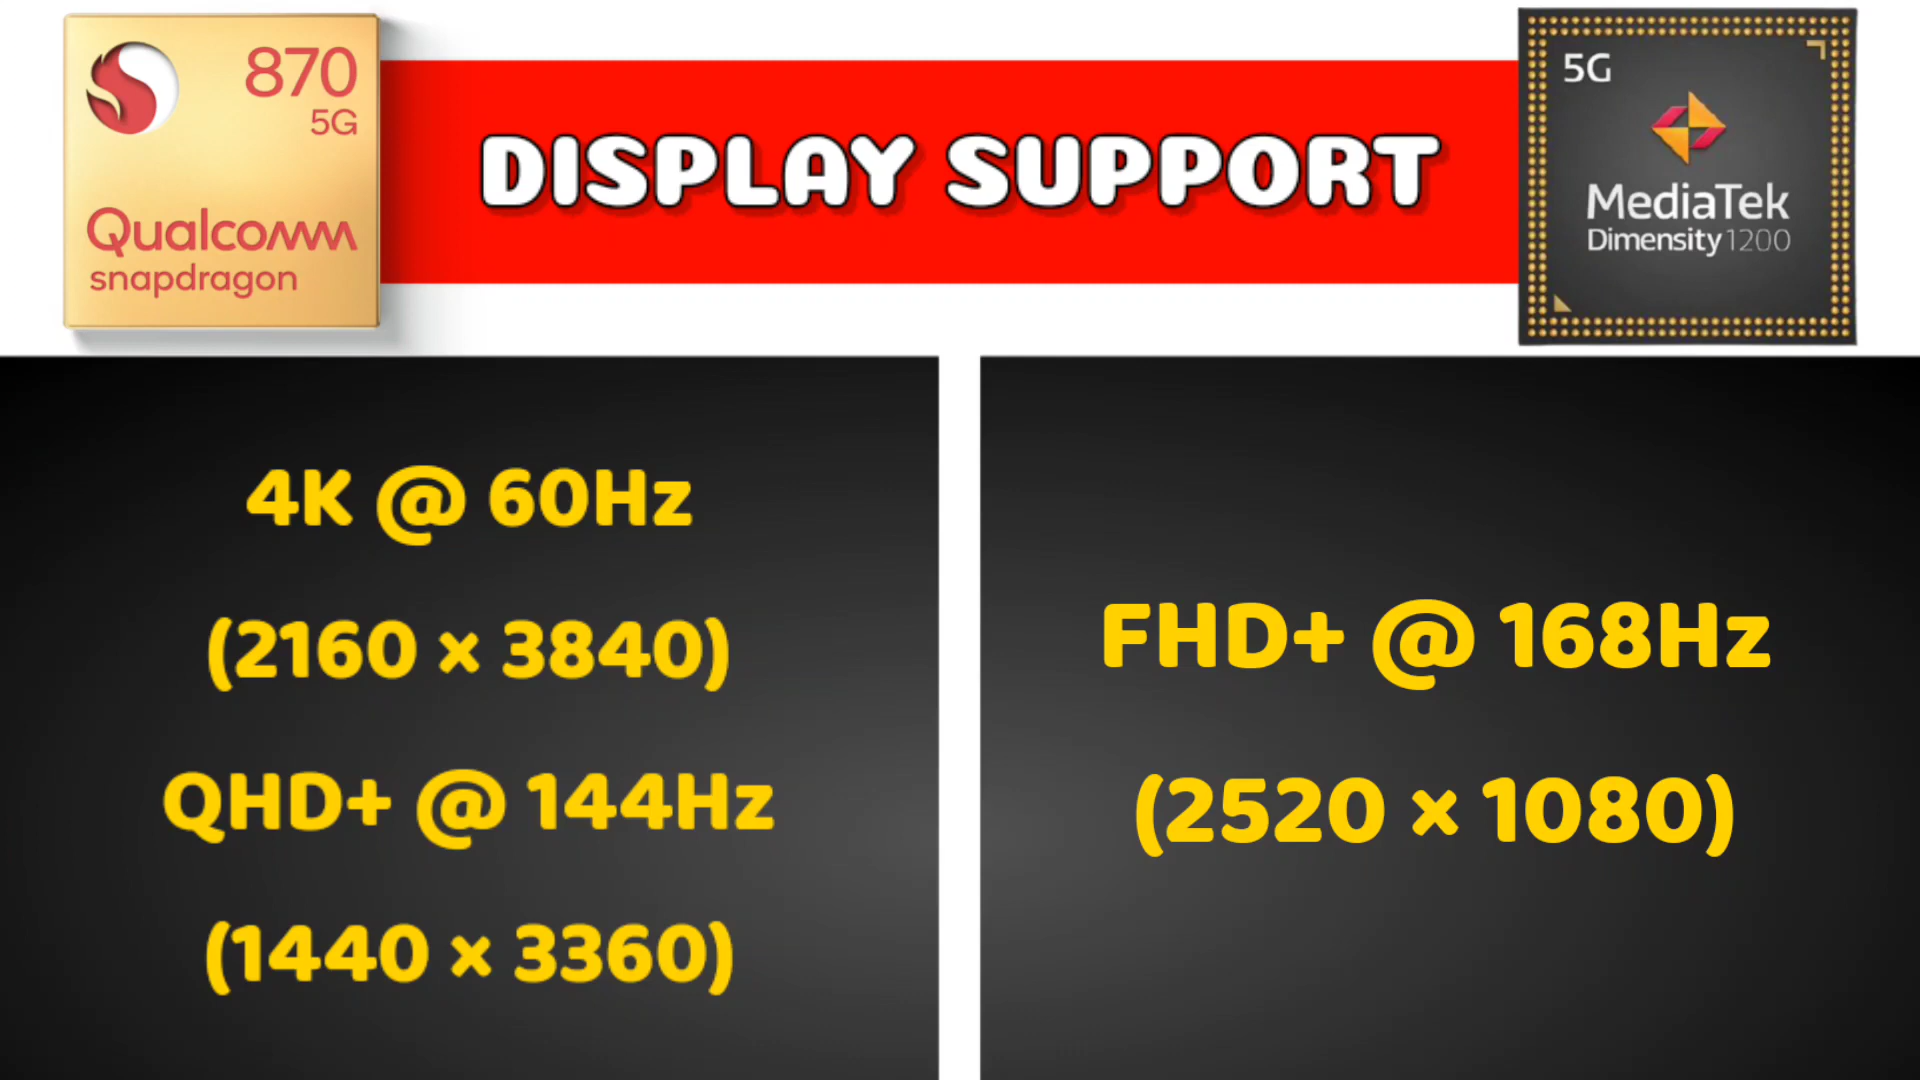 870
5G
Qualcomm
snapdragon
DISPLAY SUPPORT
5G
MediaTek
Dimensity 1200
4K @ 60Hz
(2160 × 3840)
QHD+ @ 144Hz
(1440 × 3360)
FHD+ @ 168Hz
(2520 × 1080)